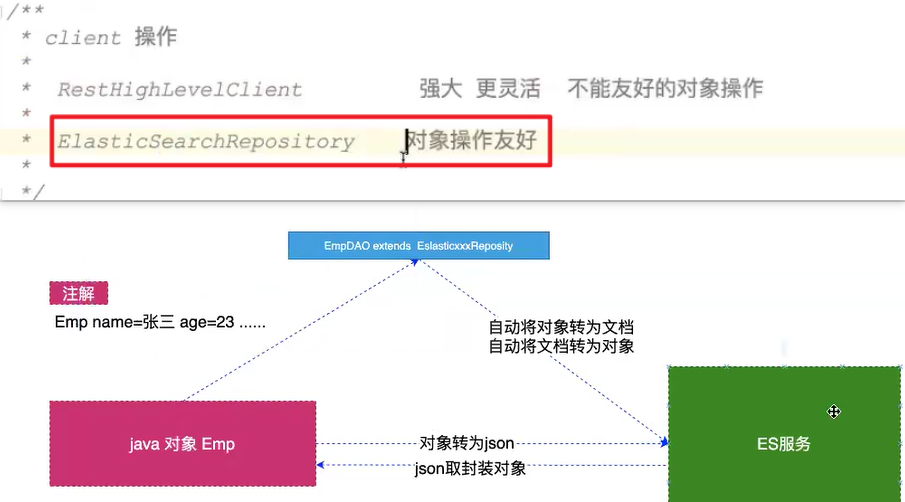 /**
* client 操作
*
* RestHighLevelClient 强大 更灵活 不能友好的对象操作
*
* ElasticSearchRepository 对象操作友好
*
*/
EmpDAO extends EslasticxxxReposity
注解
Emp name=张三 age=23 ......
自动将对象转为文档
自动将文档转为对象
java 对象 Emp
对象转为json
json取封装对象
ES服务